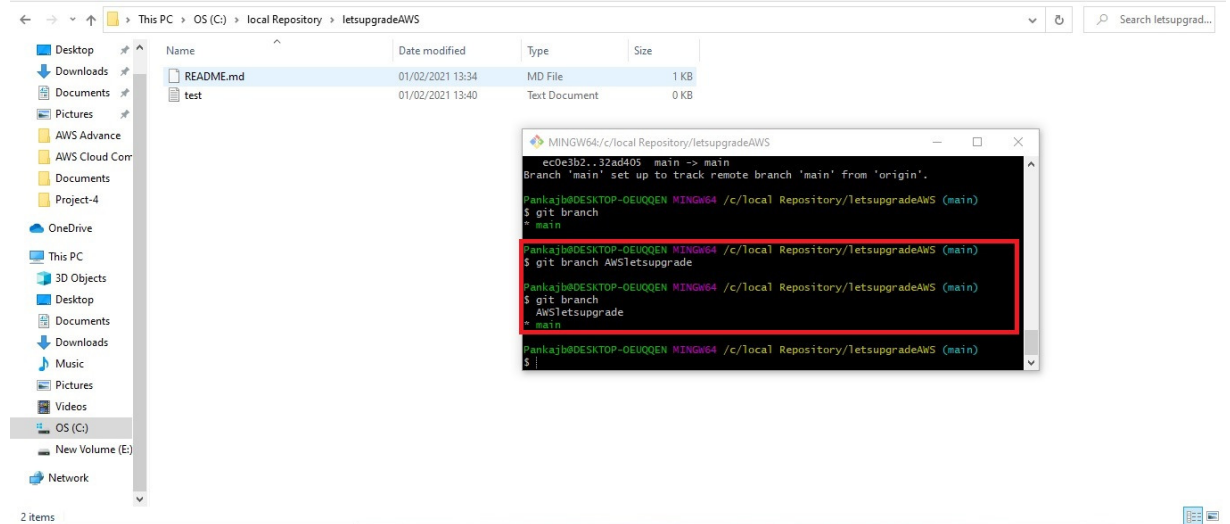 This PC > OS (C:) > local Repository > letsupgradeAWS
Search letsupgrad...
Desktop
Downloads
Documents
Pictures
AWS Advance
AWS Cloud Com
Documents
Project-4
OneDrive
This PC
3D Objects
Desktop
Documents
Downloads
Music
Pictures
Videos
OS (C:)
New Volume (E:)
Network
Name Date modified Type Size
README.md 01/02/2021 13:34 MD File 1 KB
test 01/02/2021 13:40 Text Document 0 KB
MINGW64:/c/local Repository/letsupgradeAWS
ec0e3b2..32ad405 main -> main
Branch 'main' set up to track remote branch 'main' from 'origin'.
Pankajb@DESKTOP-OEUQQEN MINGW64 /c/local Repository/letsupgradeAWS (main)
$ git branch
* main
Pankajb@DESKTOP-OEUQQEN MINGW64 /c/local Repository/letsupgradeAWS (main)
$ git branch AWSletsupgrade
Pankajb@DESKTOP-OEUQQEN MINGW64 /c/local Repository/letsupgradeAWS (main)
$ git branch
AWSletsupgrade
* main
Pankajb@DESKTOP-OEUQQEN MINGW64 /c/local Repository/letsupgradeAWS (main)
$
2 items